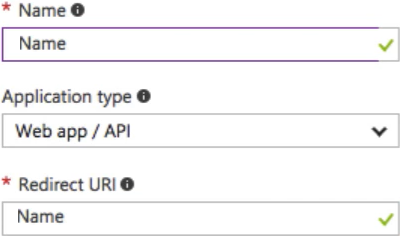 * Name
Name
Application type
Web app / API
* Redirect URI
Name